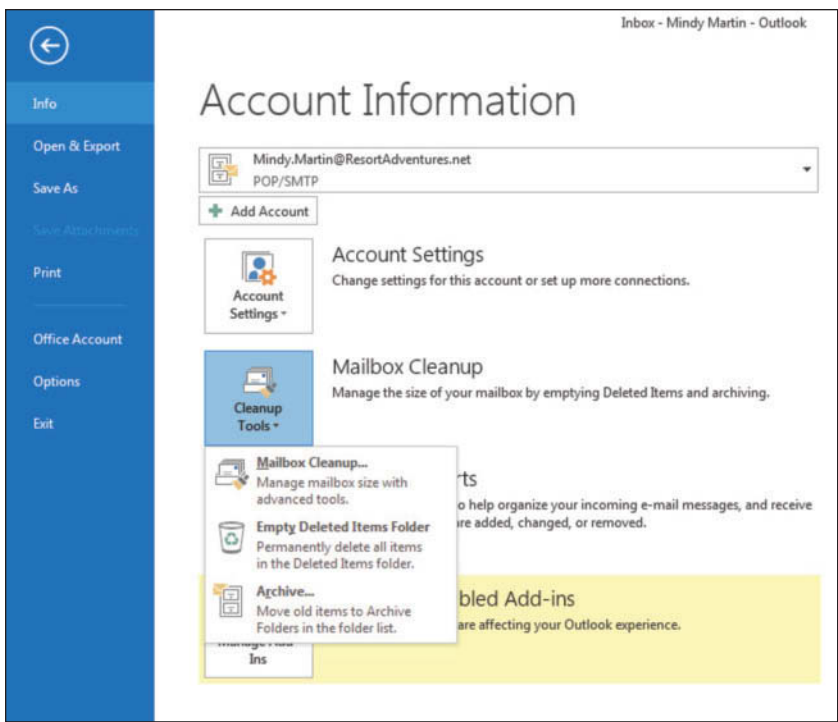 Inbox - Mindy Martin - Outlook
Info
Open & Export
Save As
Save Attachments
Print
Office Account
Options
Exit
Account Information
Mindy.Martin@ResortAdventures.net
POP/SMTP
Add Account
Account
Settings
Account Settings
Change settings for this account or set up more connections.
Cleanup
Tools
Mailbox Cleanup
Manage the size of your mailbox by emptying Deleted Items and archiving.
Mailbox Cleanup...
Manage mailbox size with
advanced tools.
Empty Deleted Items Folder
Permanently delete all items
in the Deleted Items folder.
Archive...
Move old items to Archive
Folders in the folder list.
rts
o help organize your incoming e-mail messages, and receive
re added, changed, or removed.
bled Add-ins
are affecting your Outlook experience.
Ins